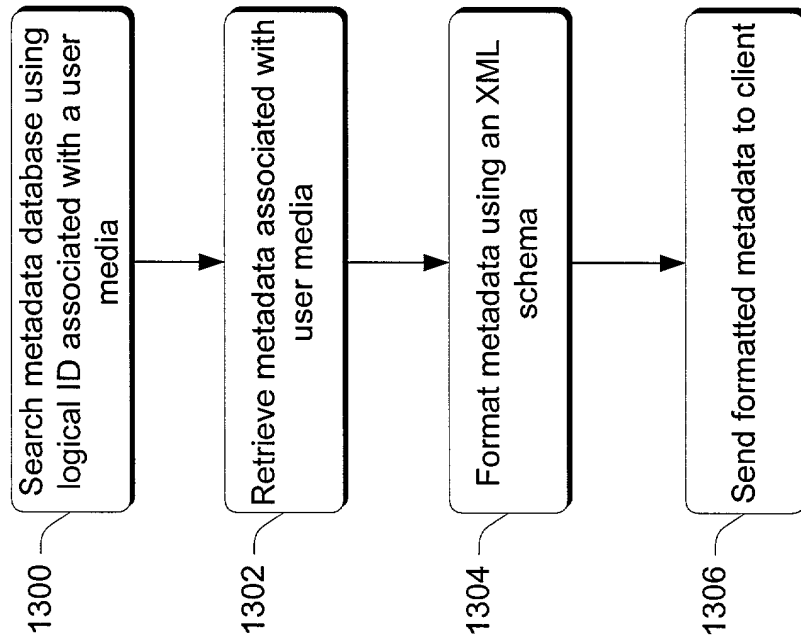 1300
Search metadata database using
logical ID associated with a user
media
1302
Retrieve metadata associated with
user media
1304
Format metadata using an XML
schema
1306
Send formatted metadata to client